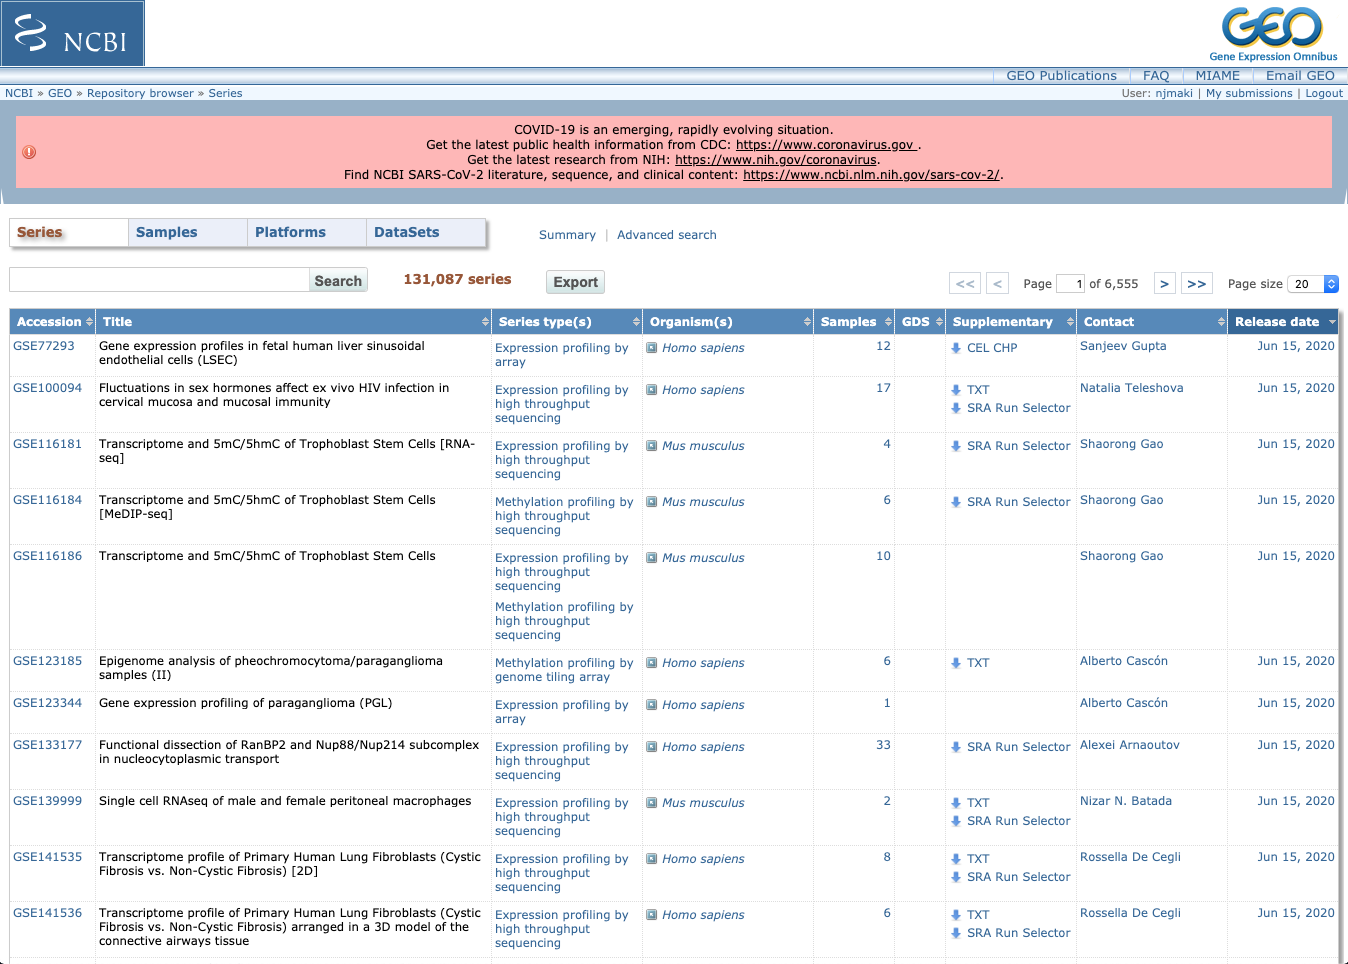 NCBI
GEO
Gene Expression Omnibus
GEO Publications FAQ MIAME Email GEO
NCBI » GEO » Repository browser » Series
User: njmaki | My submissions | Logout
COVID-19 is an emerging, rapidly evolving situation.
Get the latest public health information from CDC: https://www.coronavirus.gov .
Get the latest research from NIH: https://www.nih.gov/coronavirus.
Find NCBI SARS-CoV-2 literature, sequence, and clinical content: https://www.ncbi.nlm.nih.gov/sars-cov-2/.
Series Samples Platforms DataSets Summary | Advanced search
Search 131,087 series Export << < Page 1 of 6,555 > >> Page size 20
Accession Title Series type(s) Organism(s) Samples GDS Supplementary Contact Release date
GSE77293 Gene expression profiles in fetal human liver sinusoidal Expression profiling by Homo sapiens 12 CEL CHP Sanjeev Gupta Jun 15, 2020
endothelial cells (LSEC) array
GSE100094 Fluctuations in sex hormones affect ex vivo HIV infection in Expression profiling by Homo sapiens 17 TXT Natalia Teleshova Jun 15, 2020
cervical mucosa and mucosal immunity high throughput SRA Run Selector
sequencing
GSE116181 Transcriptome and 5mC/5hmC of Trophoblast Stem Cells [RNA- Expression profiling by Mus musculus 4 SRA Run Selector Shaorong Gao Jun 15, 2020
seq] high throughput
sequencing
GSE116184 Transcriptome and 5mC/5hmC of Trophoblast Stem Cells Methylation profiling by Mus musculus 6 SRA Run Selector Shaorong Gao Jun 15, 2020
[MeDIP-seq] high throughput
sequencing
GSE116186 Transcriptome and 5mC/5hmC of Trophoblast Stem Cells Expression profiling by Mus musculus 10 Shaorong Gao Jun 15, 2020
high throughput
sequencing
Methylation profiling by
high throughput
sequencing
GSE123185 Epigenome analysis of pheochromocytoma/paraganglioma Methylation profiling by Homo sapiens 6 TXT Alberto Cascón Jun 15, 2020
samples (II) genome tiling array
GSE123344 Gene expression profiling of paraganglioma (PGL) Expression profiling by Homo sapiens 1 Alberto Cascón Jun 15, 2020
array
GSE133177 Functional dissection of RanBP2 and Nup88/Nup214 subcomplex Expression profiling by Homo sapiens 33 SRA Run Selector Alexei Arnaoutov Jun 15, 2020
in nucleocytoplasmic transport high throughput
sequencing
GSE139999 Single cell RNAseq of male and female peritoneal macrophages Expression profiling by Mus musculus 2 TXT Nizar N. Batada Jun 15, 2020
high throughput SRA Run Selector
sequencing
GSE141535 Transcriptome profile of Primary Human Lung Fibroblasts (Cystic Expression profiling by Homo sapiens 8 TXT Rossella De Cegli Jun 15, 2020
Fibrosis vs. Non-Cystic Fibrosis) [2D] high throughput SRA Run Selector
sequencing
GSE141536 Transcriptome profile of Primary Human Lung Fibroblasts (Cystic Expression profiling by Homo sapiens 6 TXT Rossella De Cegli Jun 15, 2020
Fibrosis vs. Non-Cystic Fibrosis) arranged in a 3D model of the high throughput SRA Run Selector
connective airways tissue sequencing